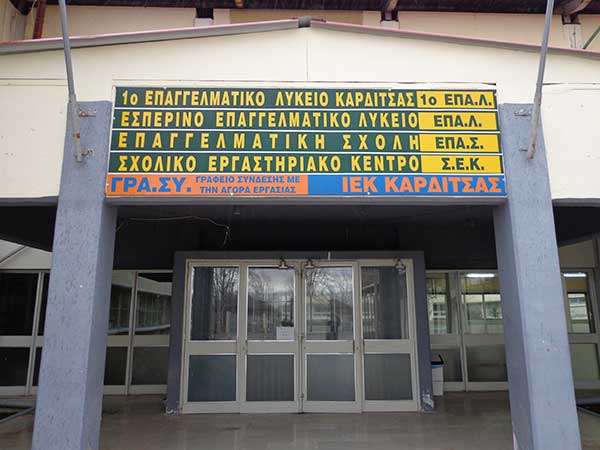 1ο ΕΠΑΓΓΕΛΜΑΤΙΚΟ ΛΥΚΕΙΟ ΚΑΡΔΙΤΣΑΣ 1ο ΕΠΑ.Λ.
ΕΣΠΕΡΙΝΟ ΕΠΑΓΓΕΛΜΑΤΙΚΟ ΛΥΚΕΙΟ ΕΠΑ.Λ.
ΕΠΑΓΓΕΛΜΑΤΙΚΗ ΣΧΟΛΗ ΕΠΑ.Σ.
ΣΧΟΛΙΚΟ ΕΡΓΑΣΤΗΡΙΑΚΟ ΚΕΝΤΡΟ Σ.Ε.Κ.
ΓΡΑ.ΣΥ. ΓΡΑΦΕΙΟ ΣΥΝΔΕΣΗΣ ΜΕ
ΤΗΝ ΑΓΟΡΑ ΕΡΓΑΣΙΑΣ
ΙΕΚ ΚΑΡΔΙΤΣΑΣ